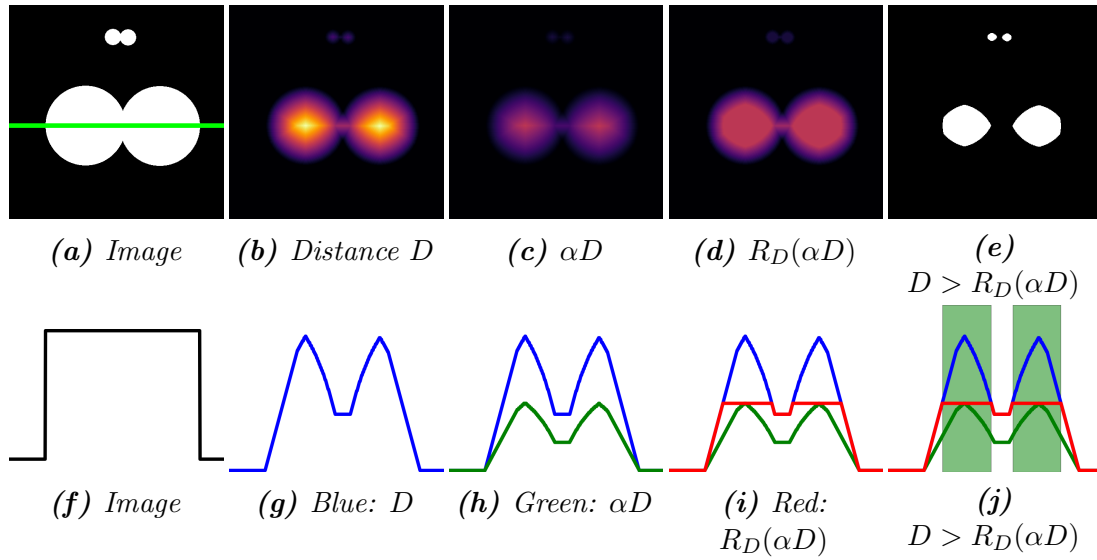 (a) Image
(b) Distance D
(c) αD
(d) R_D(αD)
(e)
D > R_D(αD)
(f) Image
(g) Blue: D
(h) Green: αD
(i) Red:
R_D(αD)
(j)
D > R_D(αD)